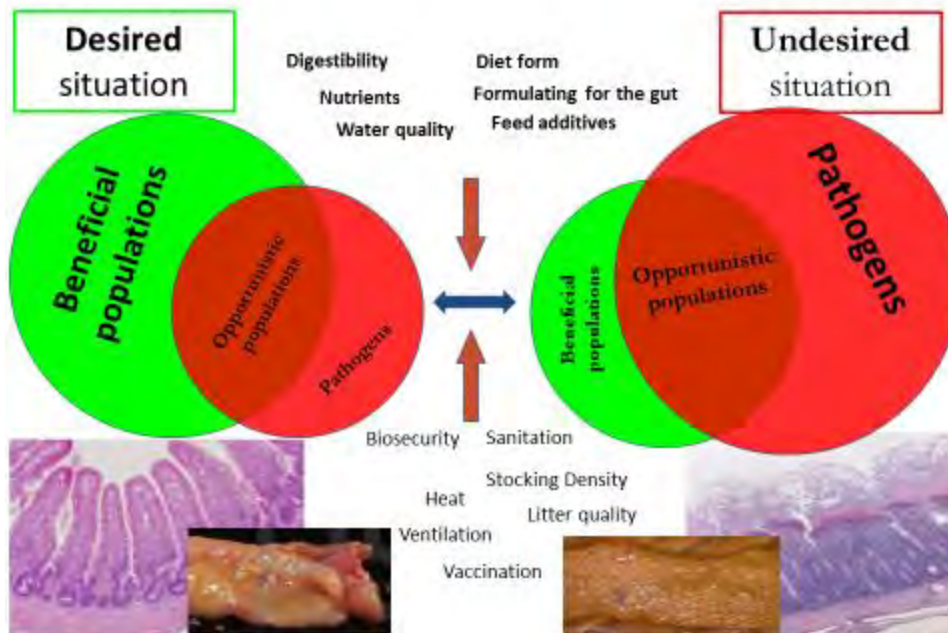 Desired
situation
Digestibility
Nutrients
Water quality
Diet form
Formulating for the gut
Feed additives
Undesired
situation
Beneficial
populations
Opportunistic
populations
Pathogens
Beneficial
populations
Opportunistic
populations
Pathogens
Biosecurity
Sanitation
Stocking Density
Heat
Litter quality
Ventilation
Vaccination